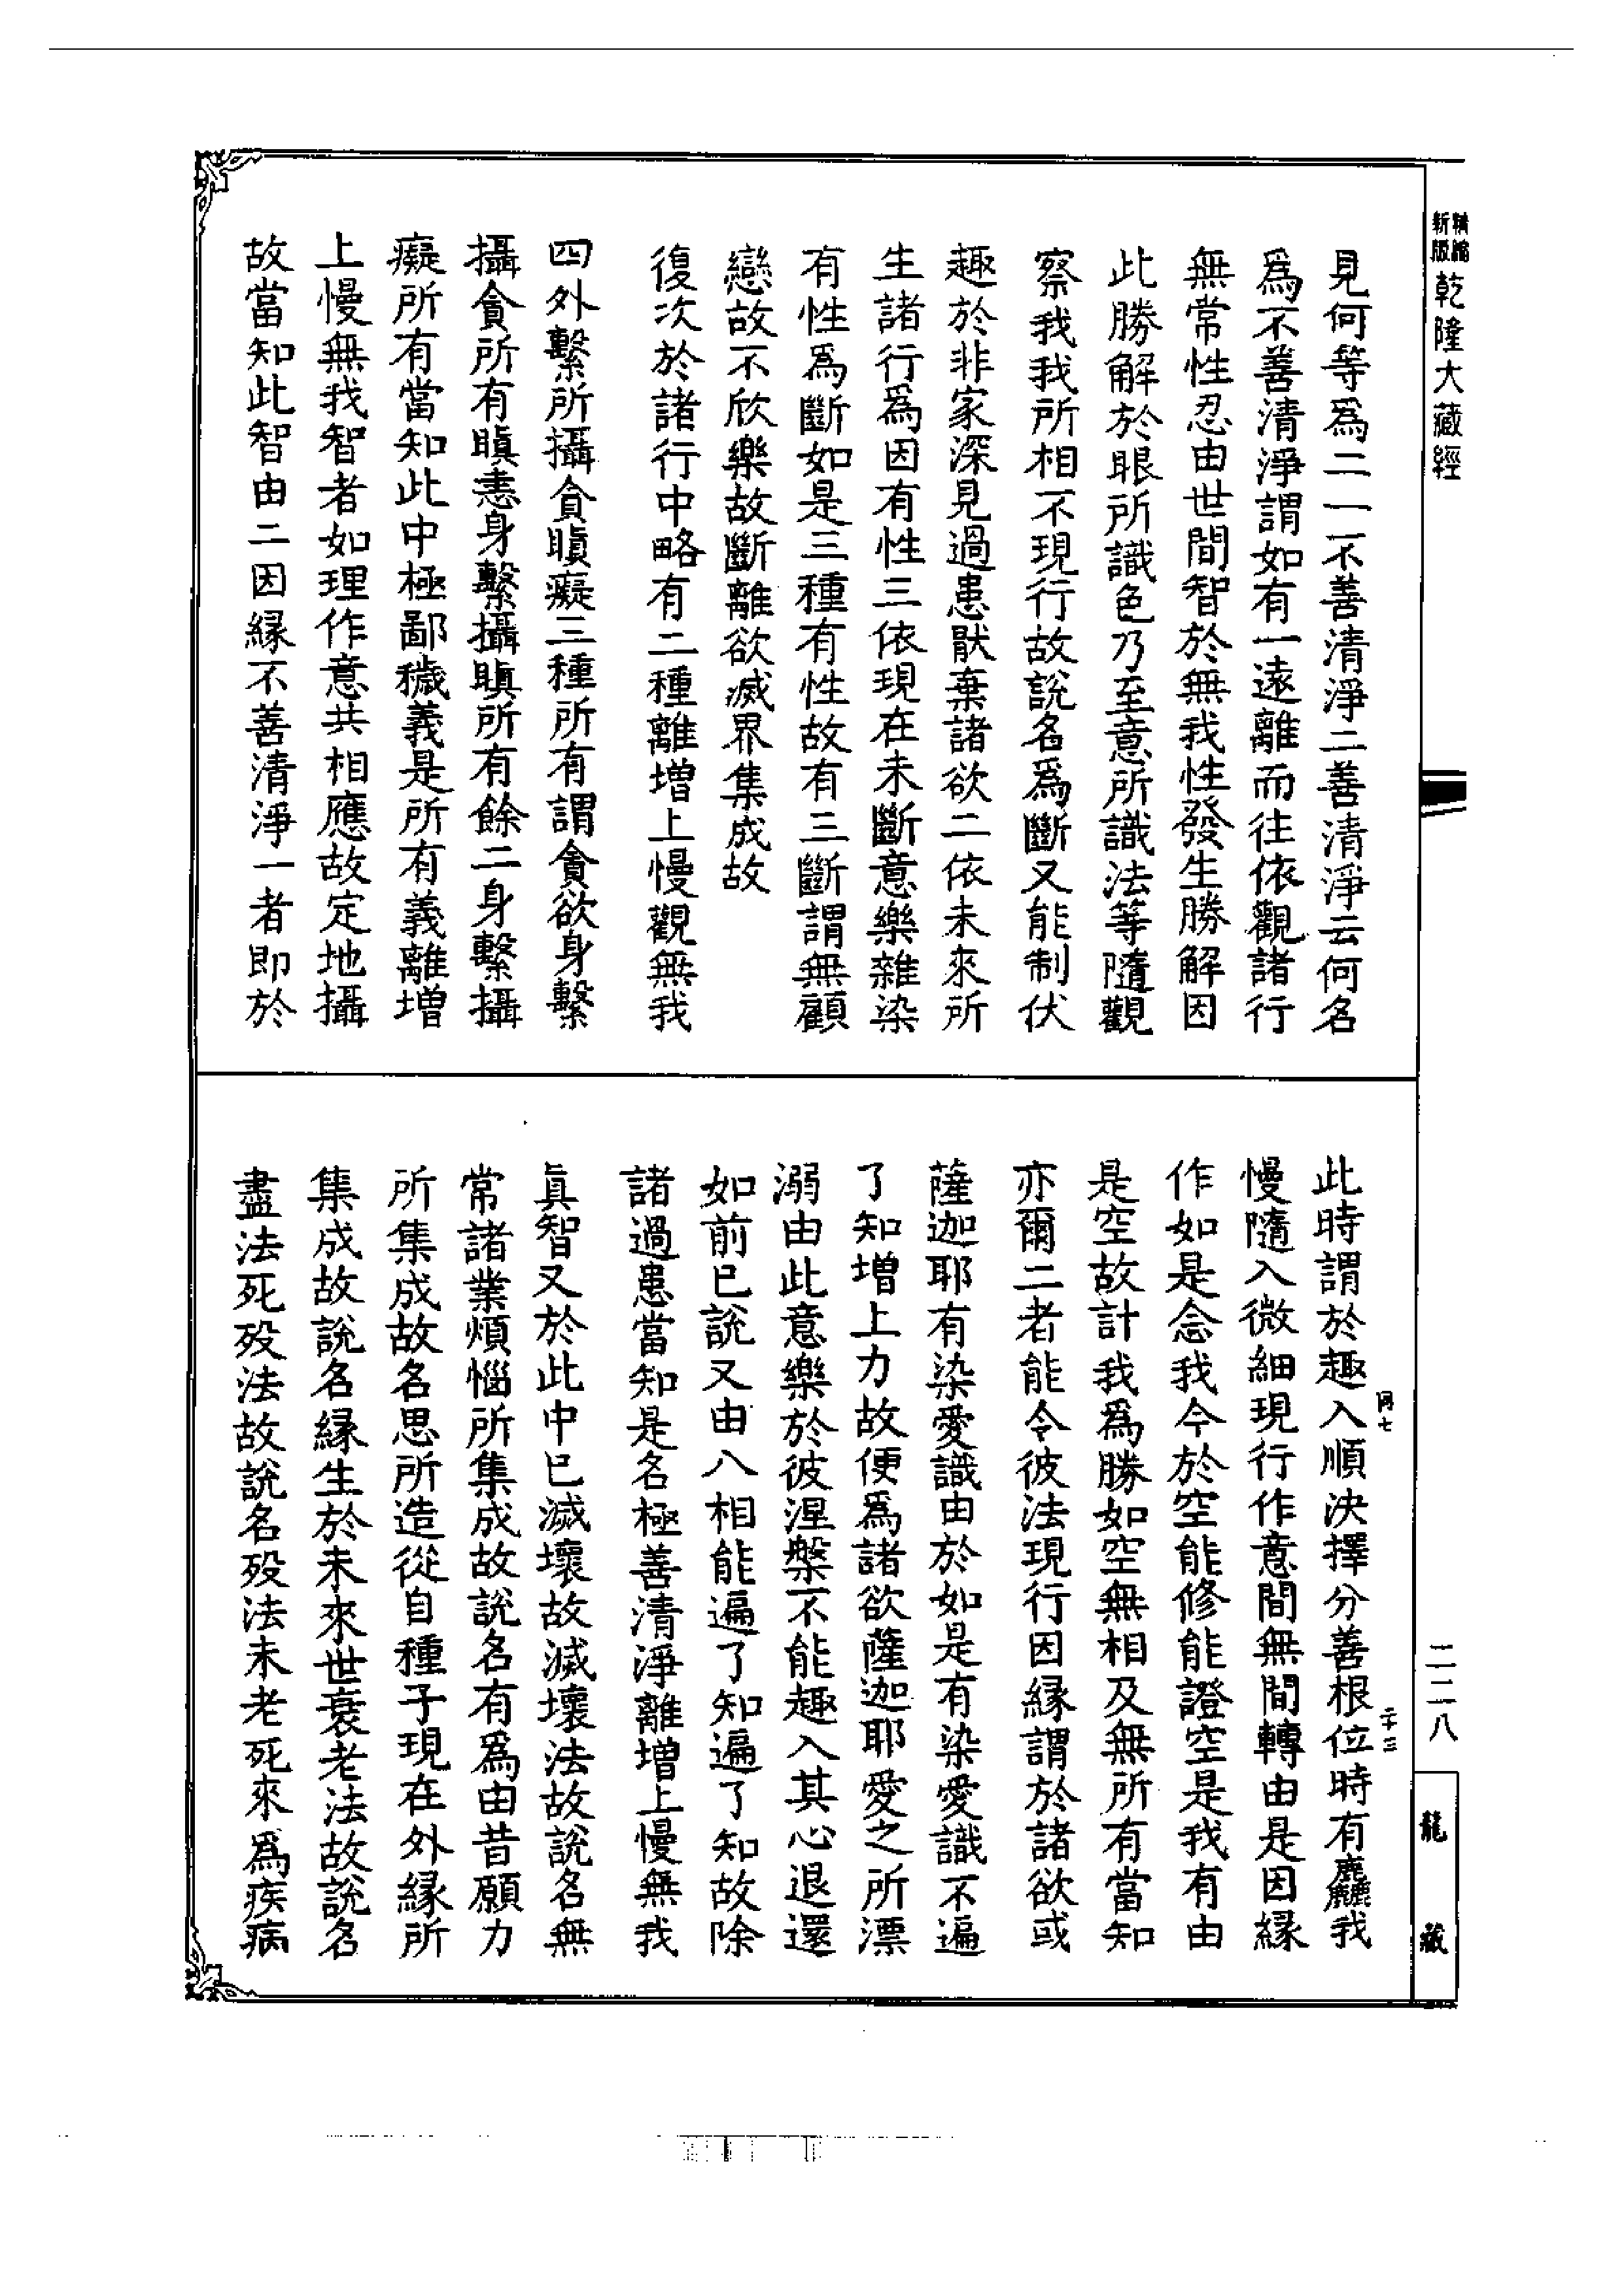 新版精縮乾隆大藏經
見何等爲二一不善清淨二善清淨云何名
爲不善清淨謂如有一遠離而往依觀諸行
無常性忍由世間智於無我性發生勝解因
此勝解於眼所識色乃至意所識法等隨觀
察我我所相不現行故說名爲斷又能制伏
趣於非家深見過患猒棄諸欲二依未來所
生諸行爲因有性三依現在未斷意樂雜染
有性爲斷如是三種有性故有三斷謂無顧
戀故不欣樂故斷離欲滅界集成故
復次於諸行中略有二種離增上慢觀無我
四外繫所攝貪瞋癡三種所有謂貪欲身繫
攝貪所有瞋恚身繫攝瞋所有餘二身繫攝
癡所有當知此中極鄙穢義是所有義離增
上慢無我智者如理作意共相應故定地攝
故當知此智由二因緣不善清淨一者即於
此時謂於趣入順決擇分善根位時有麤我
慢隨入微細現行作意間無間轉由是因緣
作如是念我今於空能修能證空是我有由
是空故計我爲勝如空無相及無所有當知
亦爾二者能令彼法現行因緣謂於諸欲或
薩迦耶有染愛識由於如是有染愛識不遍
了知增上力故便爲諸欲薩迦耶愛之所漂
溺由此意樂於彼涅槃不能趣入其心退還
如前已說又由八相能遍了知遍了知故除
諸過患當知是名極善清淨離增上慢無我
眞智又於此中已滅壞故滅壞法故說名無
常諸業煩惱所集成故說名有爲由昔願力
所集成故名思所造從自種子現在外緣所
集成故說名緣生於未來世衰老法故說名
盡法死歿法故說名歿法未老死來爲疾病
二二八
龍藏